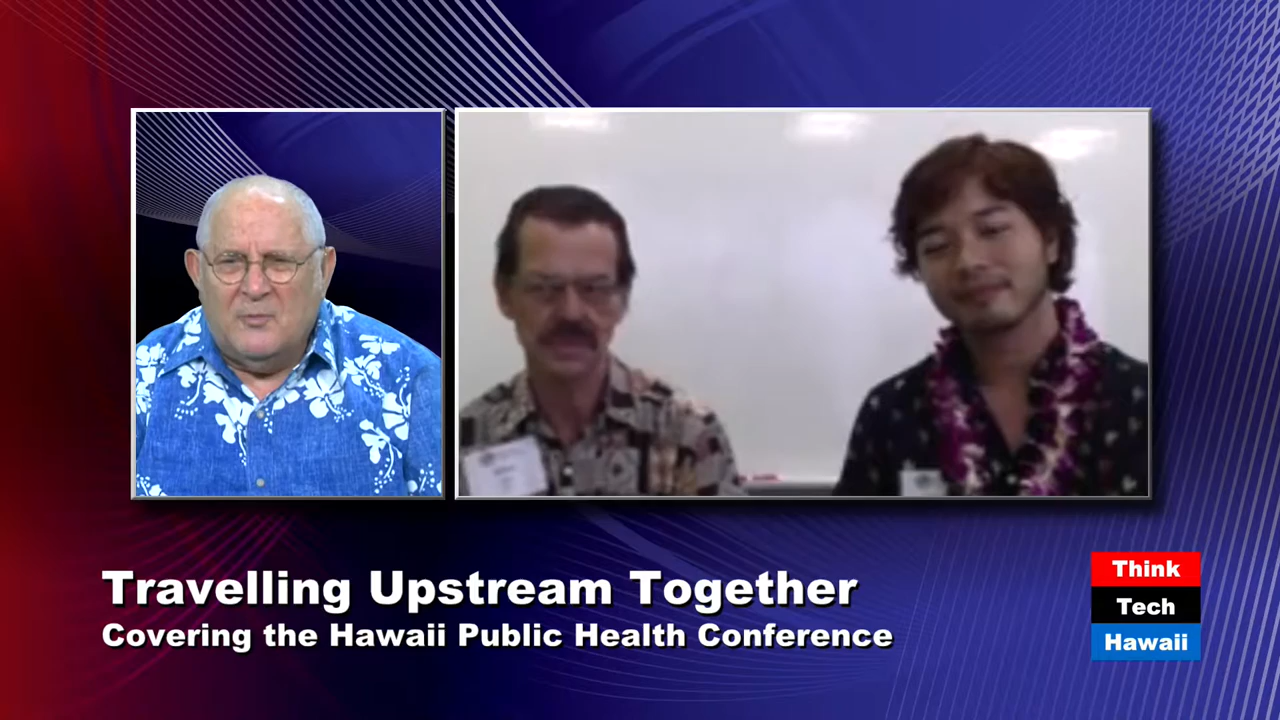 Travelling Upstream Together
Covering the Hawaii Public Health Conference
Think
Tech
Hawaii